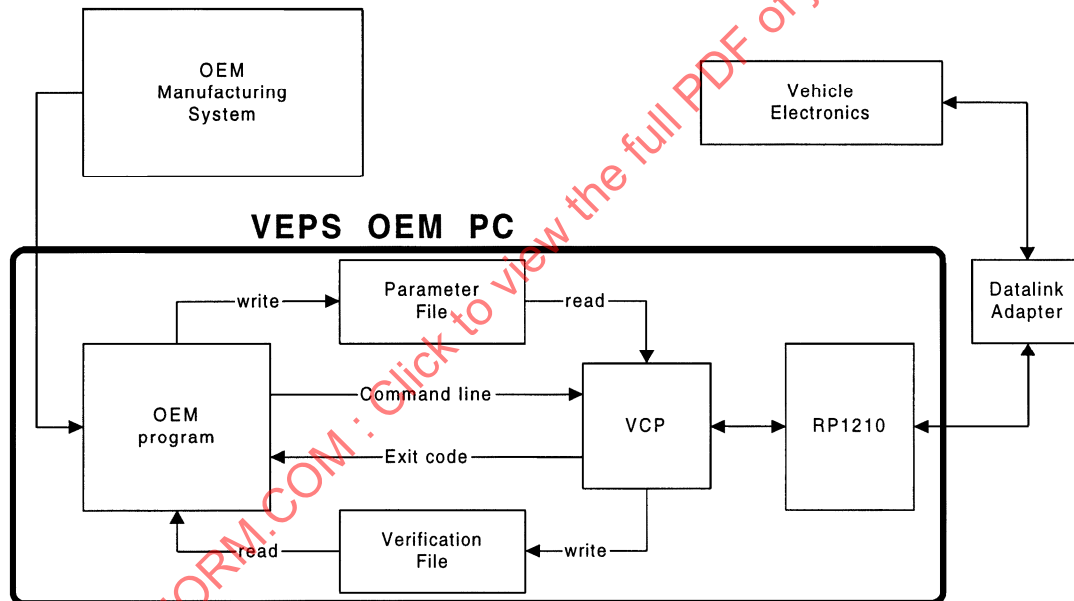 OEM
Manufacturing
System
Vehicle
Electronics
VEPS OEM PC
Parameter
File
write
read
Datalink
Adapter
OEM
program
Command line
VCP
RP1210
Exit code
Verification
File
read
write
ORM.COM : Click to view the full PDF of